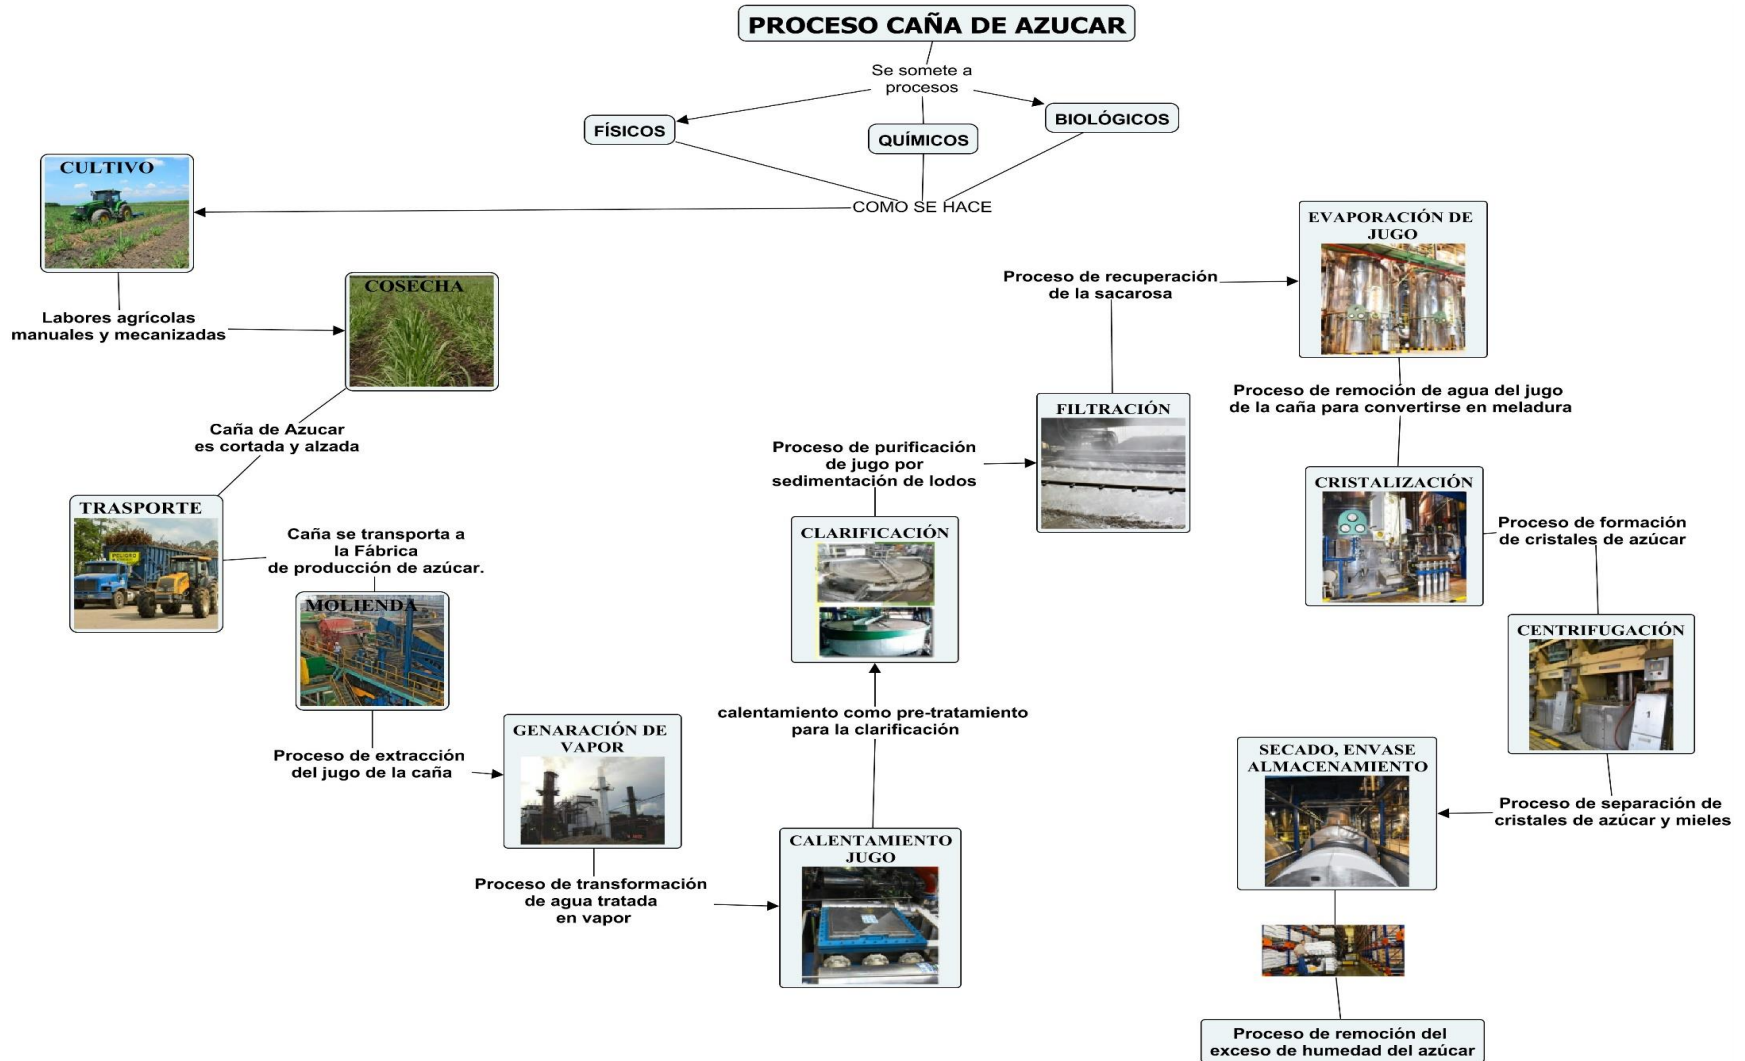 PROCESO CAÑA DE AZUCAR
Se somete a
procesos
FÍSICOS
QUÍMICOS
BIOLÓGICOS
COMO SE HACE
CULTIVO
Labores agrícolas
manuales y mecanizadas
COSECHA
Caña de Azucar
es cortada y alzada
TRASPORTE
PELIGRO
Caña se transporta a
la Fábrica
de producción de azúcar.
MOLIENDA
Proceso de extracción
del jugo de la caña
GENARACIÓN DE
VAPOR
Proceso de transformación
de agua tratada
en vapor
CALENTAMIENTO
JUGO
calentamiento como pre-tratamiento
para la clarificación
CLARIFICACIÓN
Proceso de purificación
de jugo por
sedimentación de lodos
FILTRACIÓN
Proceso de recuperación
de la sacarosa
EVAPORACIÓN DE
JUGO
Proceso de remoción de agua del jugo
de la caña para convertirse en meladura
CRISTALIZACIÓN
Proceso de formación
de cristales de azúcar
CENTRIFUGACIÓN
1
Proceso de separación de
cristales de azúcar y mieles
SECADO, ENVASE
ALMACENAMIENTO
Proceso de remoción del
exceso de humedad del azúcar